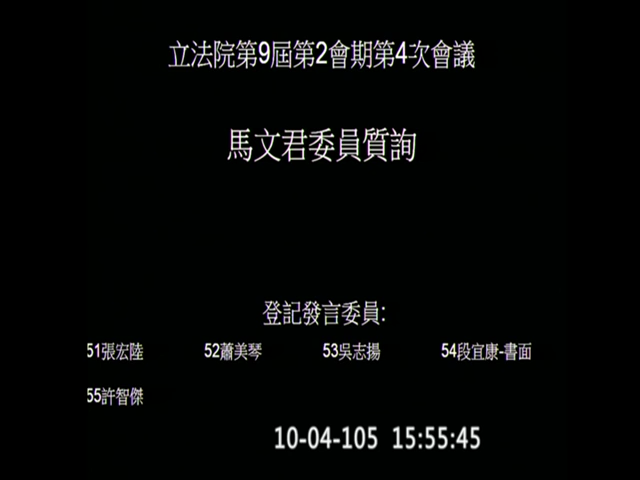 立法院第9屆第2會期第4次會議
馬文君委員質詢
登記發言委員:
51張宏陸 52蕭美琴 53吳志揚 54段宜康-書面
55許智傑
10-04-105 15:55:45